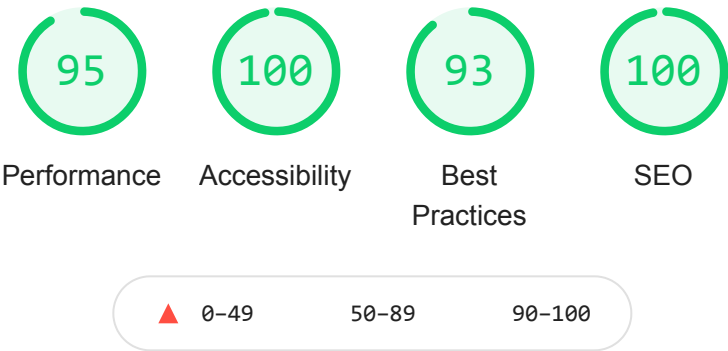 95 100 93 100
Performance Accessibility Best Practices SEO
0–49 50–89 90–100